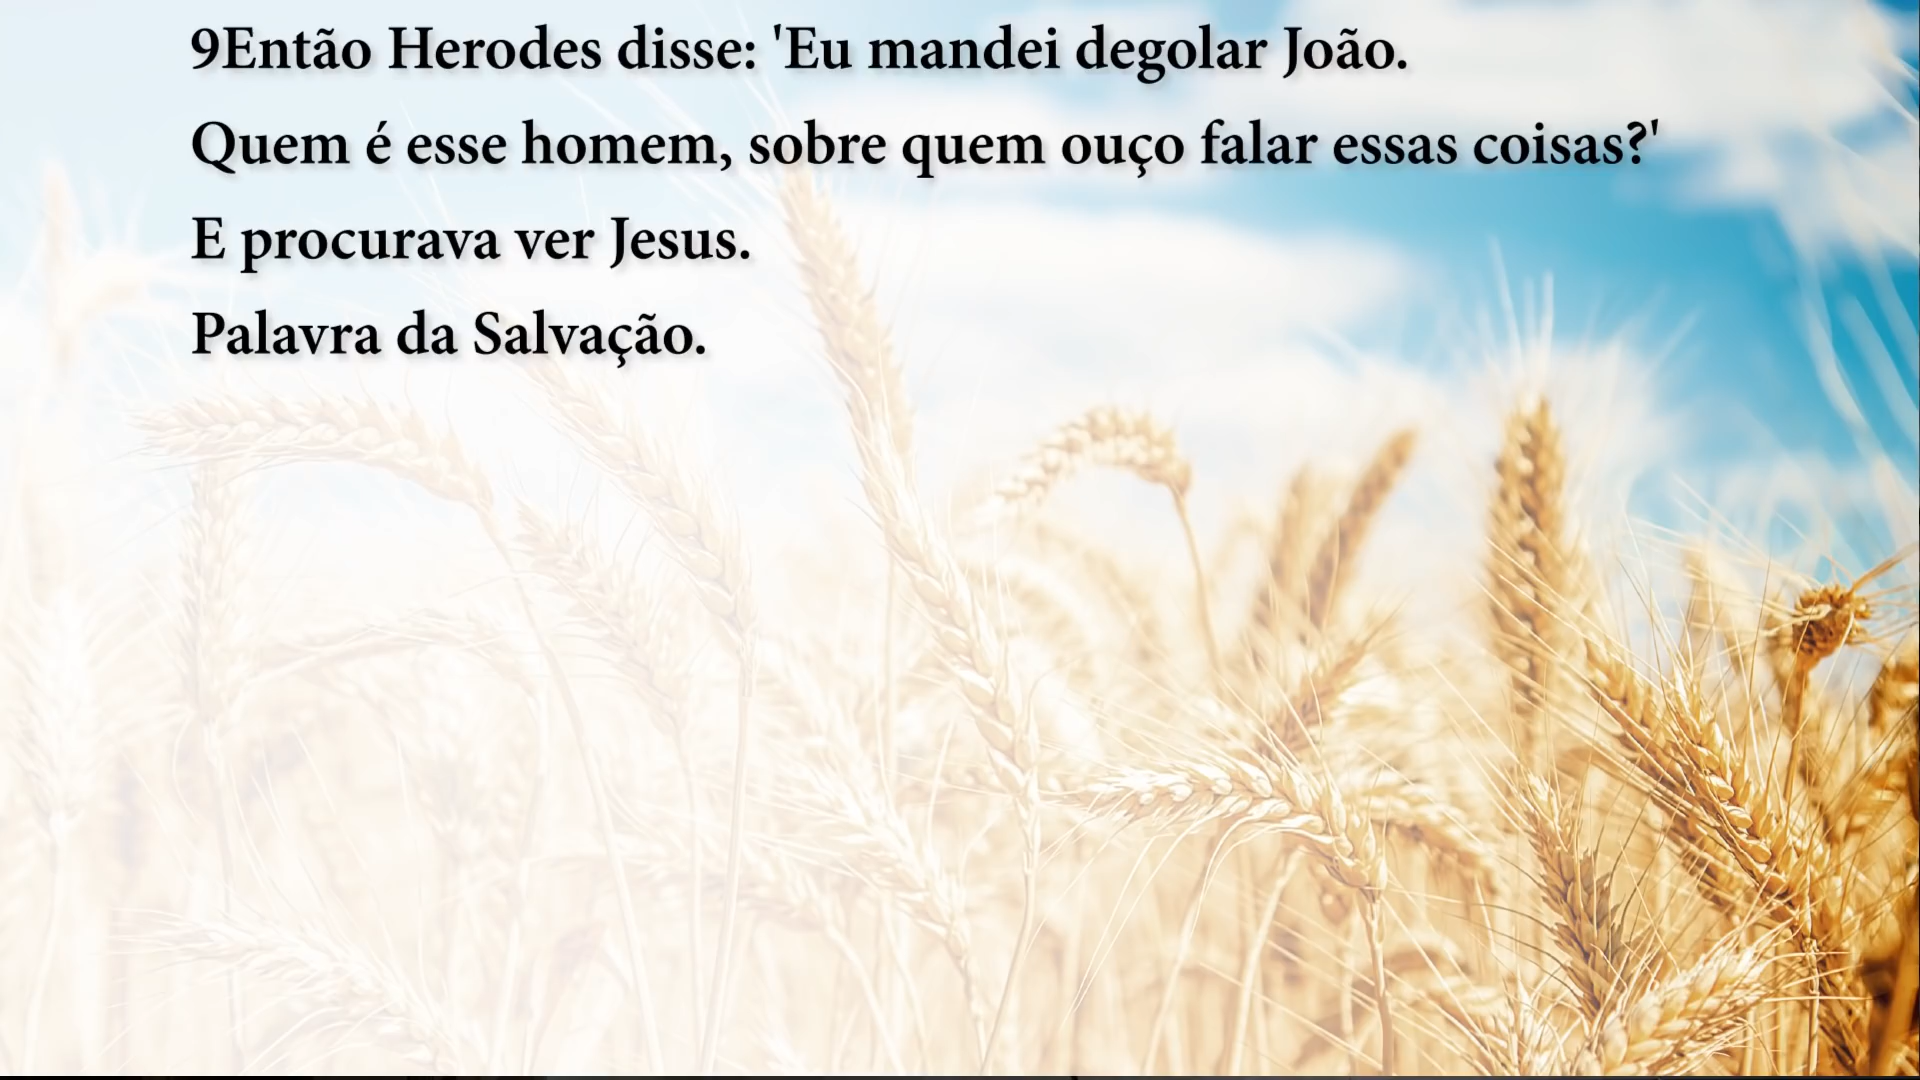 9Então Herodes disse: 'Eu mandei degolar João.
Quem é esse homem, sobre quem ouço falar essas coisas?'
E procurava ver Jesus.
Palavra da Salvação.